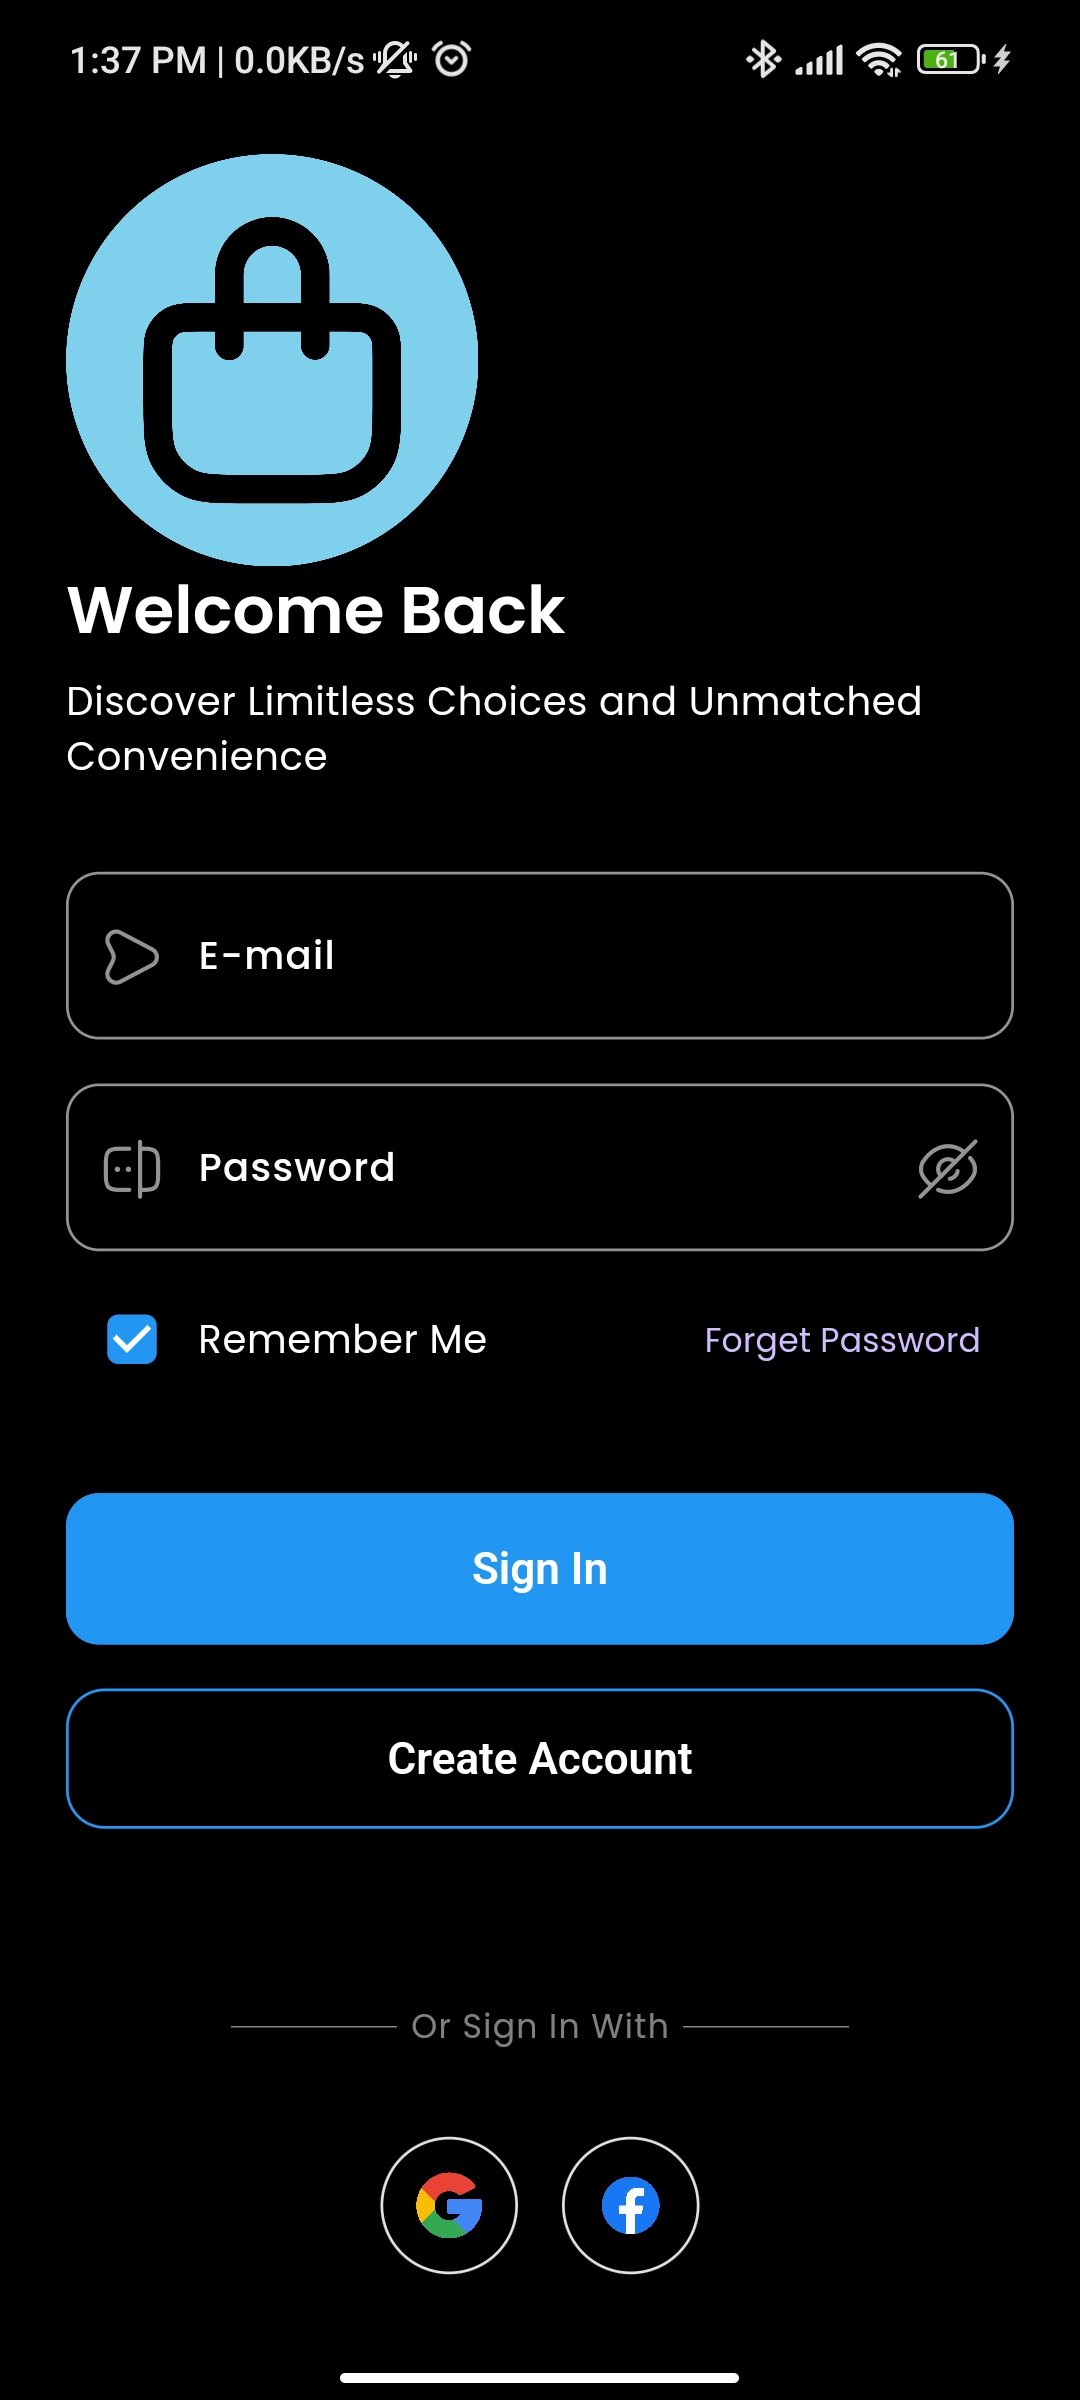 1:37 PM | 0.0KB/s
61
Welcome Back
Discover Limitless Choices and Unmatched
Convenience
E-mail
Password
Remember Me
Forget Password
Sign In
Create Account
Or Sign In With